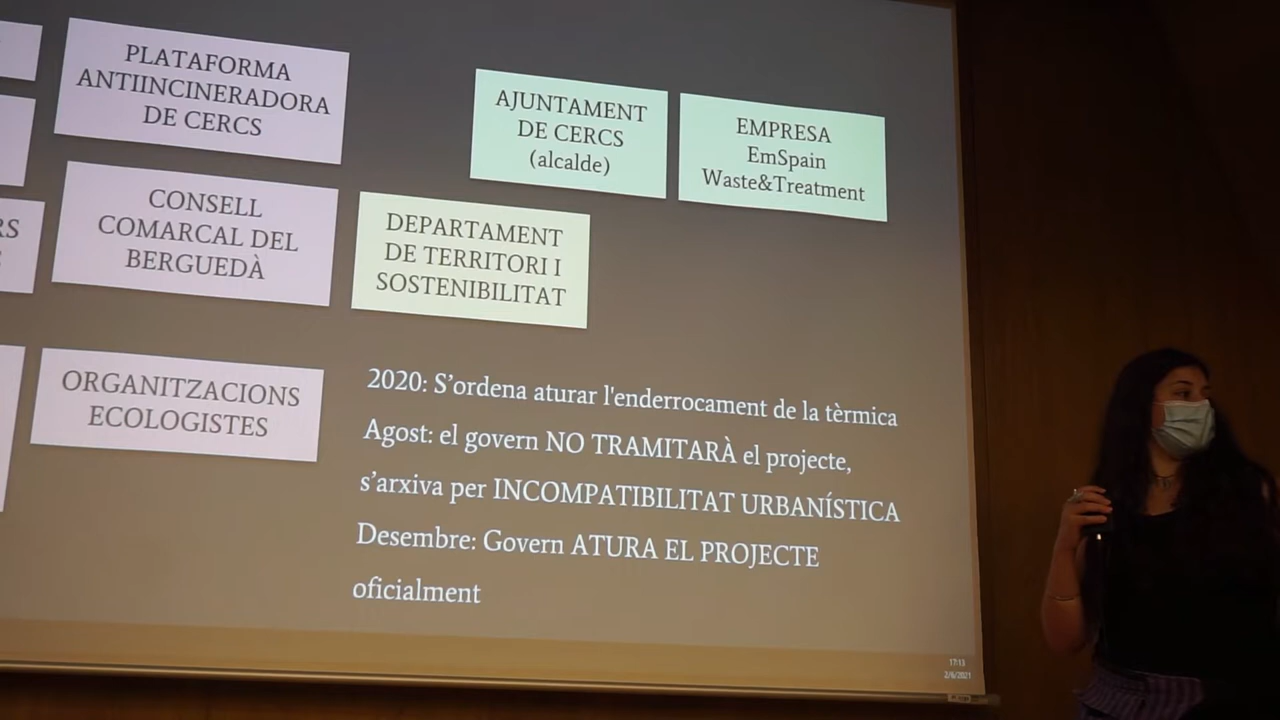 PLATAFORMA
ANTIINCINERADORA
DE CERCS
AJUNTAMENT
DE CERCS
(alcalde)
EMPRESA
EmSpain
Waste&Treatment
CONSELL
COMARCAL DEL
BERGUEDÀ
DEPARTAMENT
DE TERRITORI I
SOSTENIBILITAT
ORGANITZACIONS
ECOLOGISTES
2020: S’ordena aturar l'enderrocament de la tèrmica
Agost: el govern NO TRAMITARÀ el projecte,
s’arxiva per INCOMPATIBILITAT URBANÍSTICA
Desembre: Govern ATURA EL PROJECTE
oficialment
17:13
2/6/2021